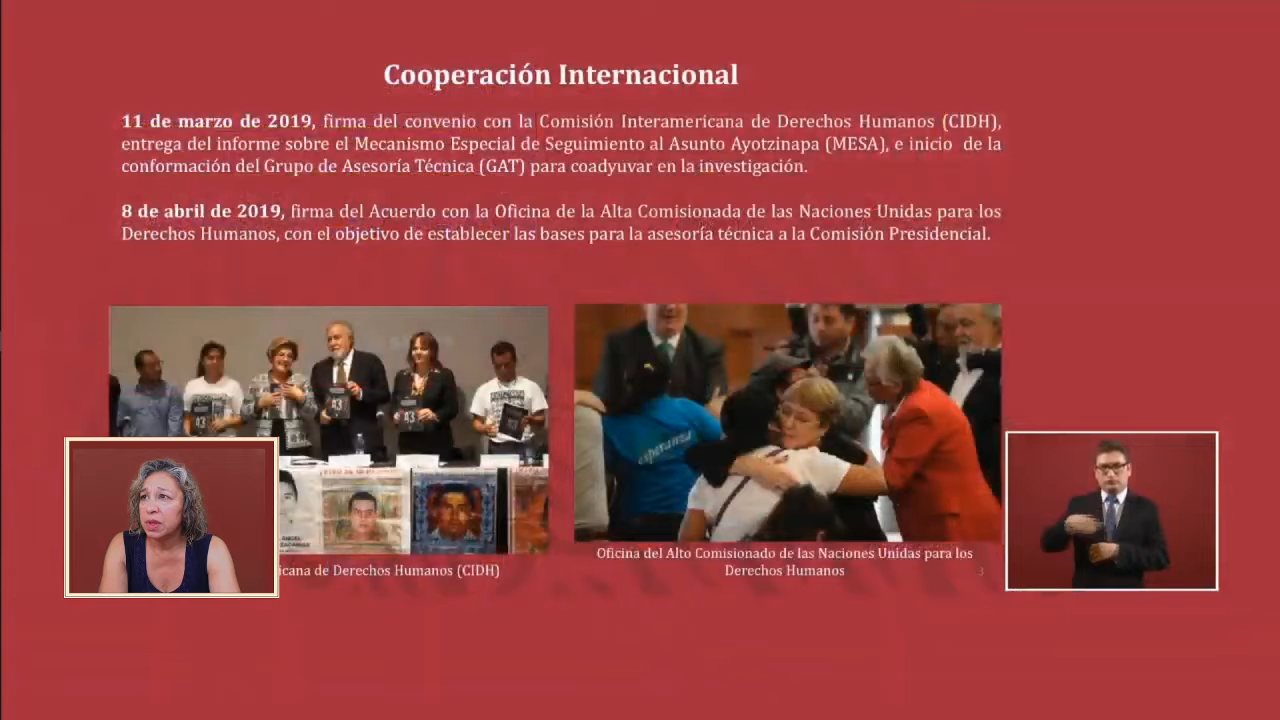 Cooperación Internacional
11 de marzo de 2019, firma del convenio con la Comisión Interamericana de Derechos Humanos (CIDH),
entrega del informe sobre el Mecanismo Especial de Seguimiento al Asunto Ayotzinapa (MESA), e inicio de la
conformación del Grupo de Asesoría Técnica (GAT) para coadyuvar en la investigación.
8 de abril de 2019, firma del Acuerdo con la Oficina de la Alta Comisionada de las Naciones Unidas para los
Derechos Humanos, con el objetivo de establecer las bases para la asesoría técnica a la Comisión Presidencial.
43
43
esperanza
icana de Derechos Humanos (CIDH)
Oficina del Alto Comisionado de las Naciones Unidas para los
Derechos Humanos
3